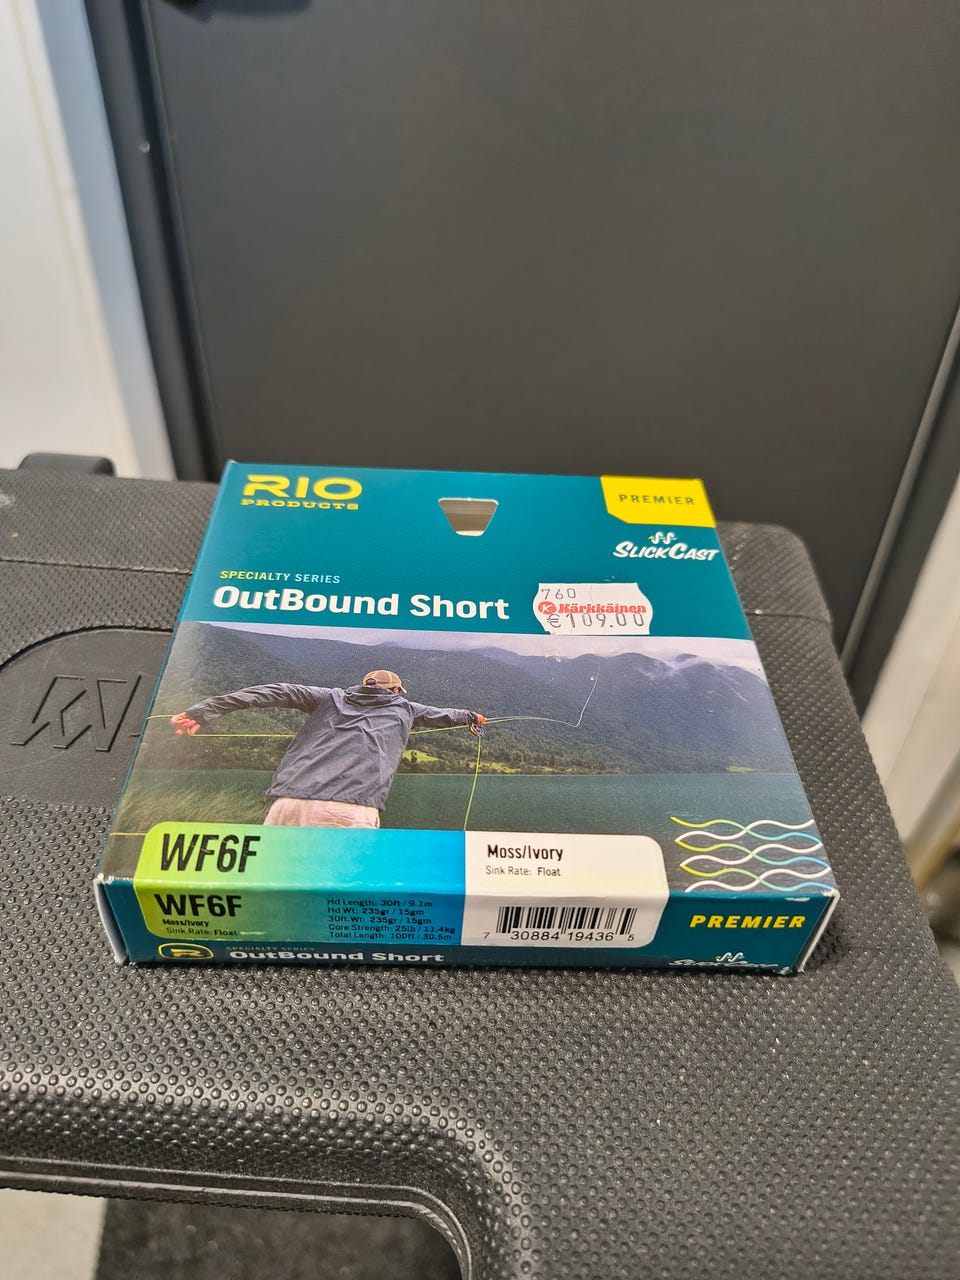 RIO
PRODUCTS
PREMIER
SLICKCAST
SPECIALTY SERIES
OutBound Short
760
Kärkkäinen
€109.00
WF6F
Moss/Ivory
Sink Rate: Float
WF6F
Moss/Ivory
Sink Rate: Float
Hd Length: 30ft / 9.1m
Hd Wt: 235gr / 15gm
30ft Wt: 235gr / 15gm
Core Strength: 25lb / 11.4kg
Total Length: 100ft / 30.5m
7 30884 19436 5
PREMIER
R
SPECIALTY SERIES
OutBound Short
SLICKCAST